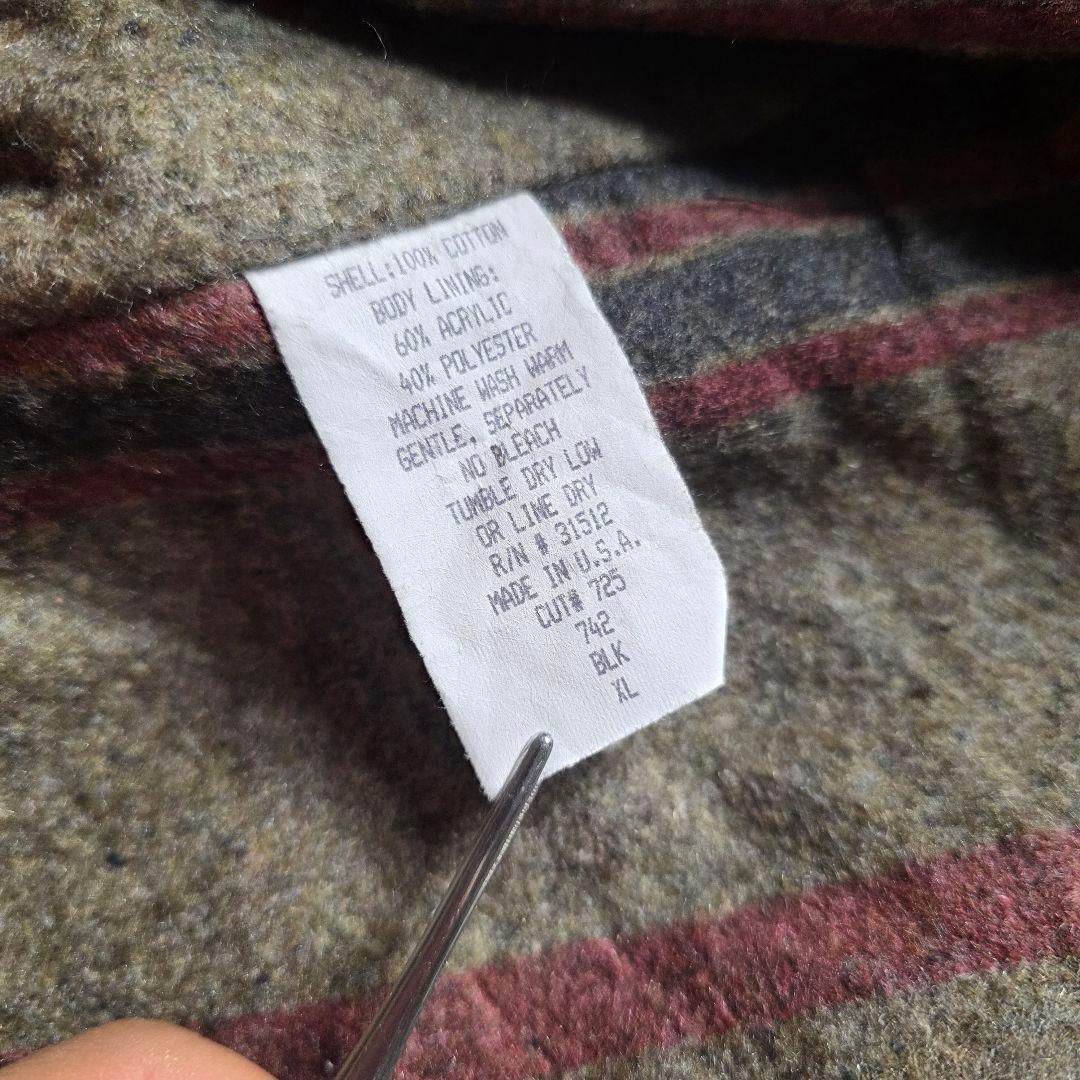 SHELL:100% COTTON
BODY LINING:
60% ACRYLIC
40% POLYESTER
MACHINE WASH WARM
GENTLE, SEPARATELY
NO BLEACH
TUMBLE DRY LOW
OR LINE DRY
R/N # 31512
MADE IN U.S.A.
CUT# 725
742
BLK
XL